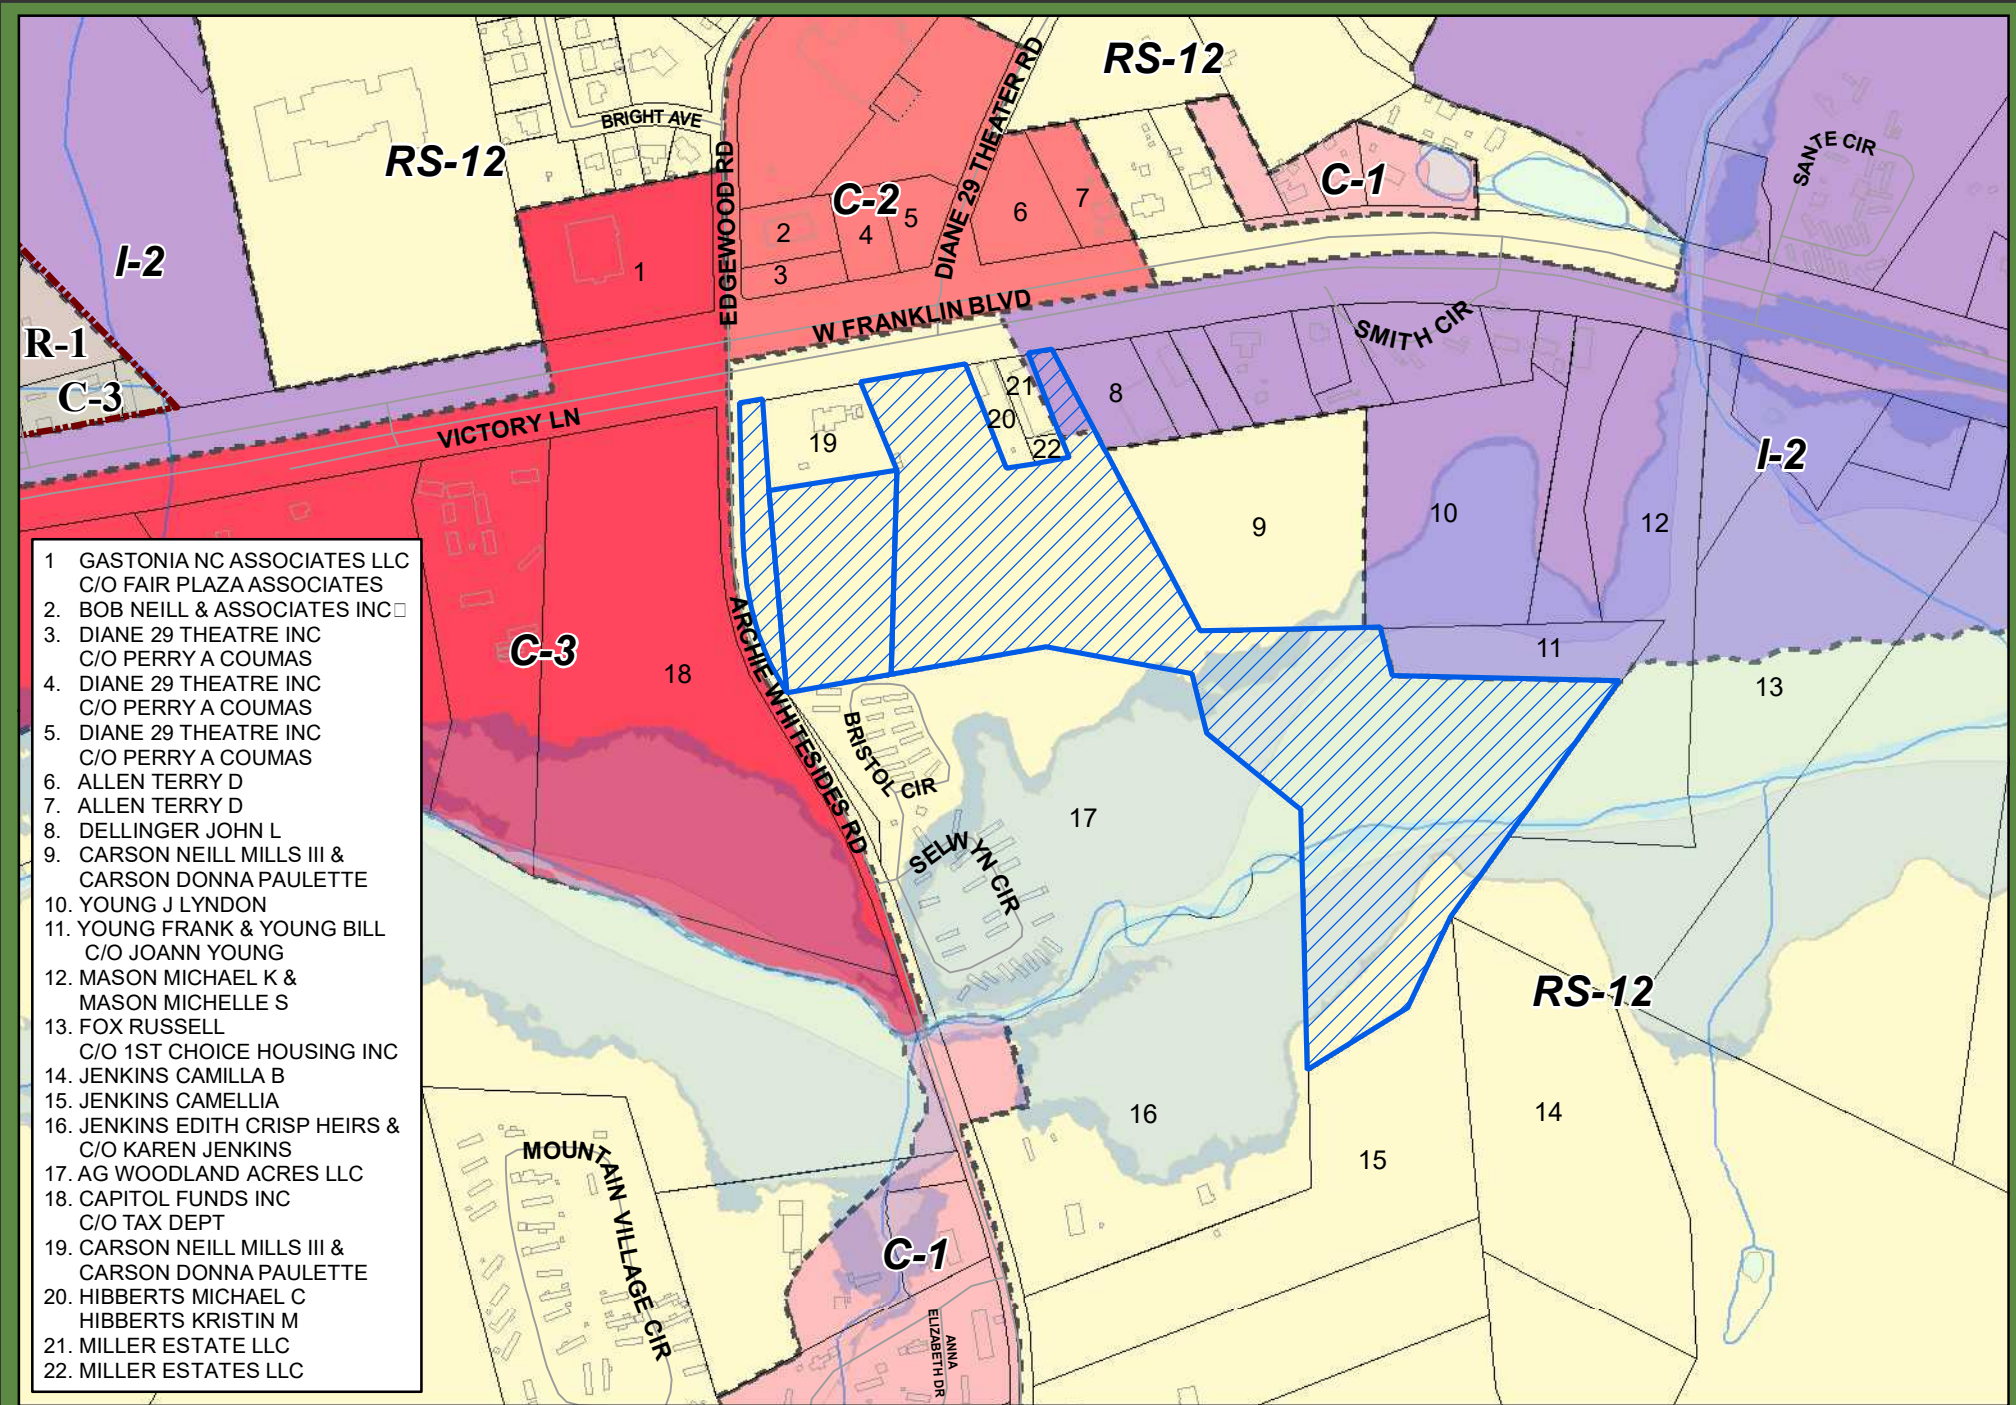 RS-12
BRIGHT AVE
RS-12
EDGEWOOD RD
C-2
DIANE 29 THEATER RD
C-1
SANTE CIR
I-2
1
2
3
4
5
6
7
W FRANKLIN BLVD
SMITH CIR
R-1
C-3
VICTORY LN
8
21
20
22
19
I-2
9
10
12
11
13
C-3
18
ARCHIE WHITESIDES RD
BRISTOL CIR
SELWYN CIR
17
RS-12
16
15
14
MOUNTAIN VILLAGE CIR
C-1
ANNA
ELIZABETH DR
1 GASTONIA NC ASSOCIATES LLC
C/O FAIR PLAZA ASSOCIATES
2. BOB NEILL & ASSOCIATES INC□
3. DIANE 29 THEATRE INC
C/O PERRY A COUMAS
4. DIANE 29 THEATRE INC
C/O PERRY A COUMAS
5. DIANE 29 THEATRE INC
C/O PERRY A COUMAS
6. ALLEN TERRY D
7. ALLEN TERRY D
8. DELLINGER JOHN L
9. CARSON NEILL MILLS III &
CARSON DONNA PAULETTE
10. YOUNG J LYNDON
11. YOUNG FRANK & YOUNG BILL
C/O JOANN YOUNG
12. MASON MICHAEL K &
MASON MICHELLE S
13. FOX RUSSELL
C/O 1ST CHOICE HOUSING INC
14. JENKINS CAMILLA B
15. JENKINS CAMELLIA
16. JENKINS EDITH CRISP HEIRS &
C/O KAREN JENKINS
17. AG WOODLAND ACRES LLC
18. CAPITOL FUNDS INC
C/O TAX DEPT
19. CARSON NEILL MILLS III &
CARSON DONNA PAULETTE
20. HIBBERTS MICHAEL C
HIBBERTS KRISTIN M
21. MILLER ESTATE LLC
22. MILLER ESTATES LLC